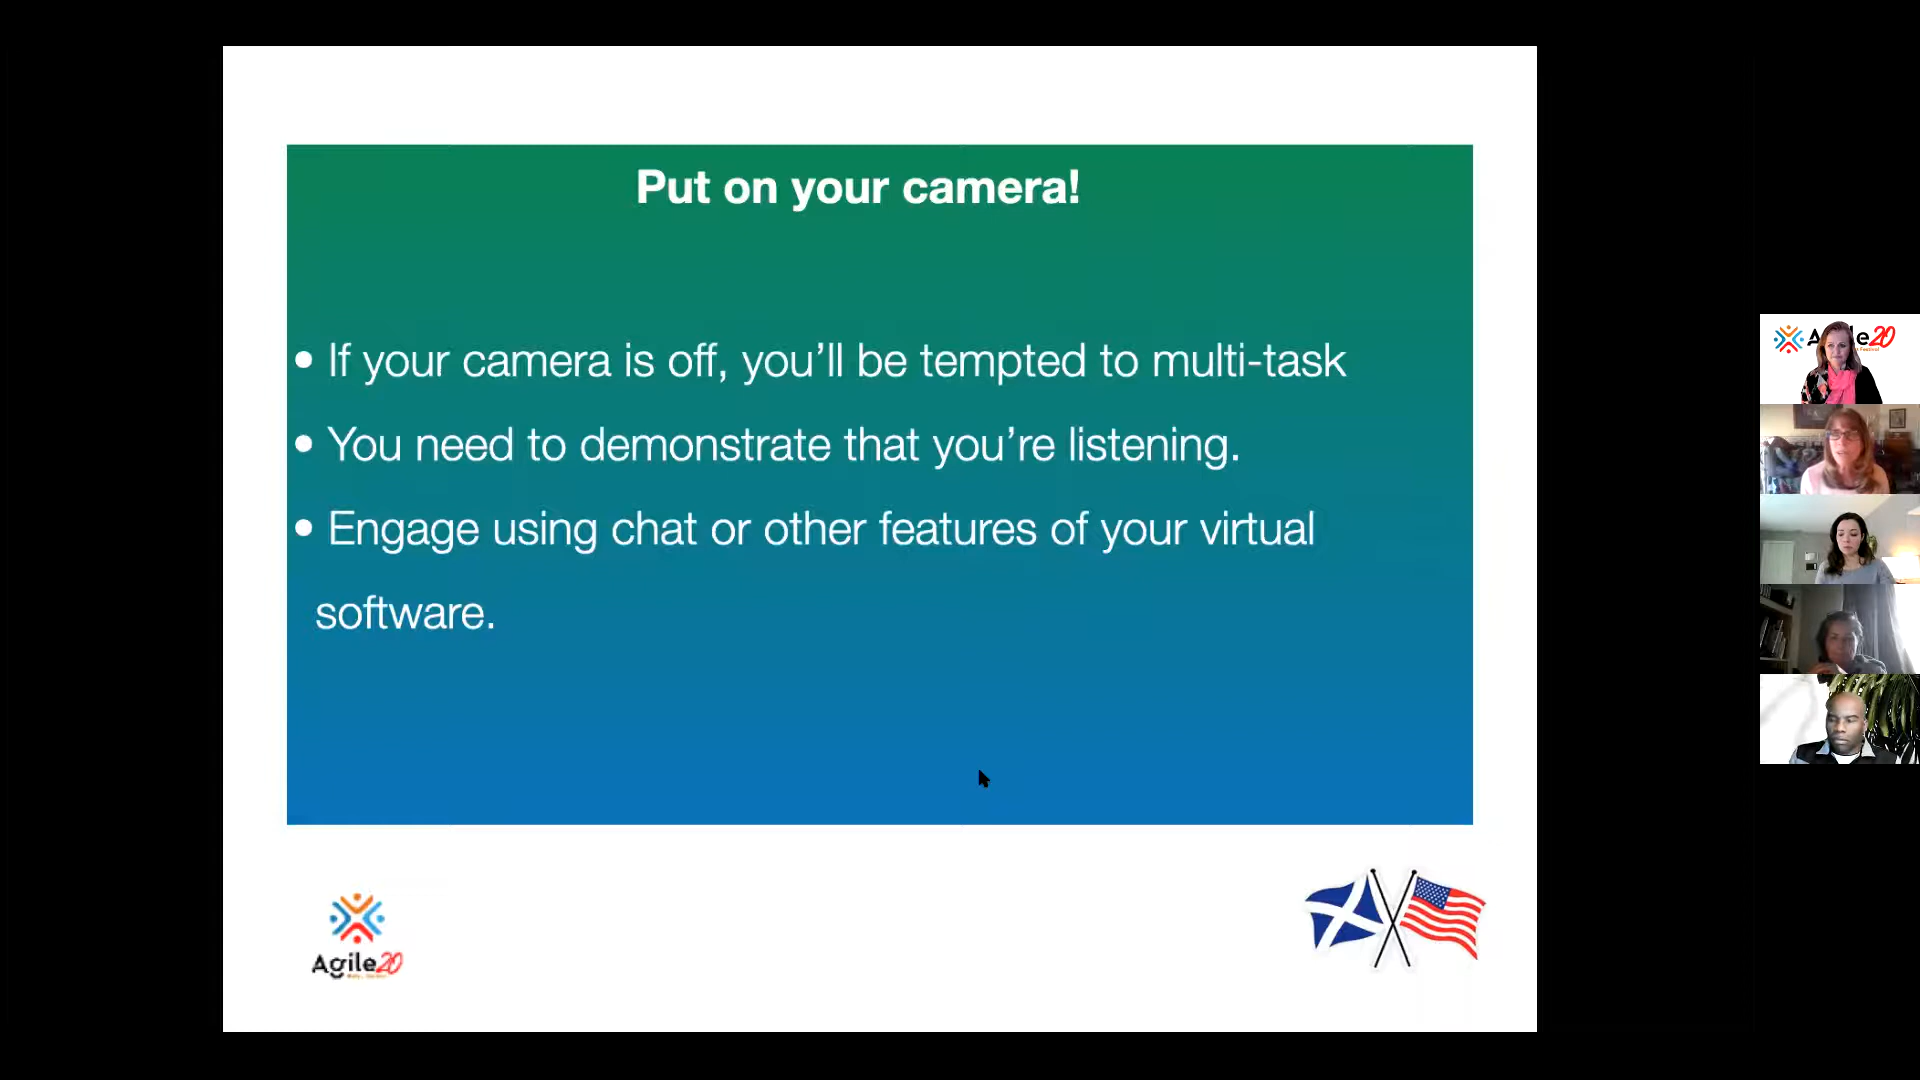 Put on your camera!
• If your camera is off, you’ll be tempted to multi-task
• You need to demonstrate that you’re listening.
• Engage using chat or other features of your virtual
software.
Agile20